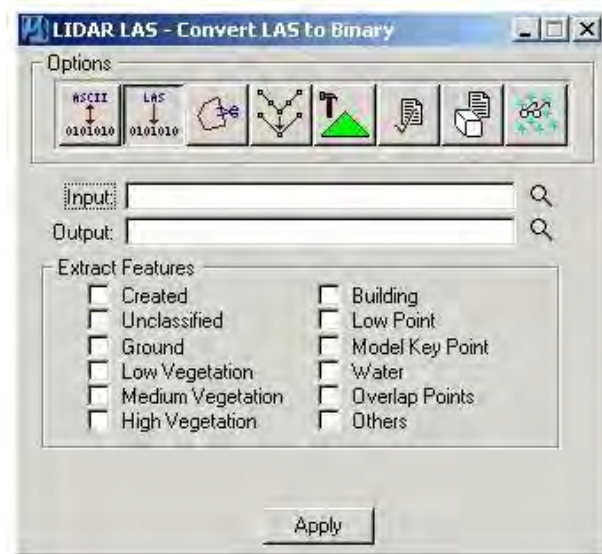 LIDAR LAS - Convert LAS to Binary
Options
ASCII
0101010
LAS
0101010
Input:
Output:
Extract Features
Created
Building
Unclassified
Low Point
Ground
Model Key Point
Low Vegetation
Water
Medium Vegetation
Overlap Points
High Vegetation
Others
Apply